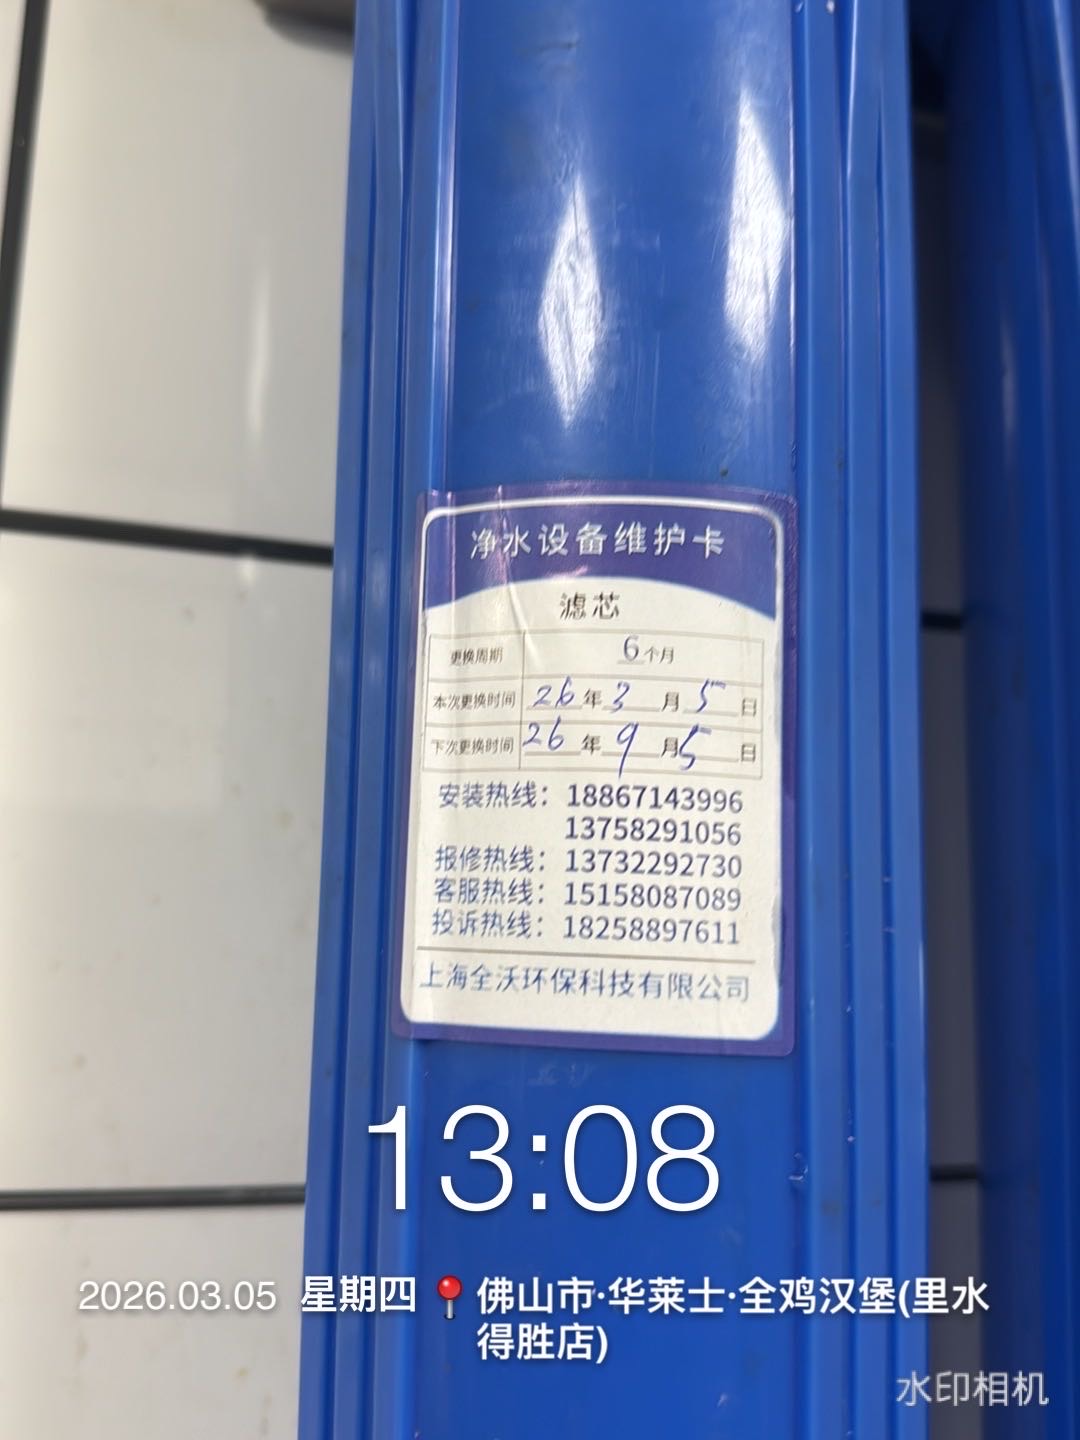 净水设备维护卡
滤芯
更换周期 6个月
本次更换时间 26年3月5日
下次更换时间 26年9月5日
安装热线：18867143996
13758291056
报修热线：13732292730
客服热线：15158087089
投诉热线：18258897611
上海全沃环保科技有限公司
13:08
2026.03.05 星期四 佛山市·华莱士·全鸡汉堡(里水
得胜店)
水印相机